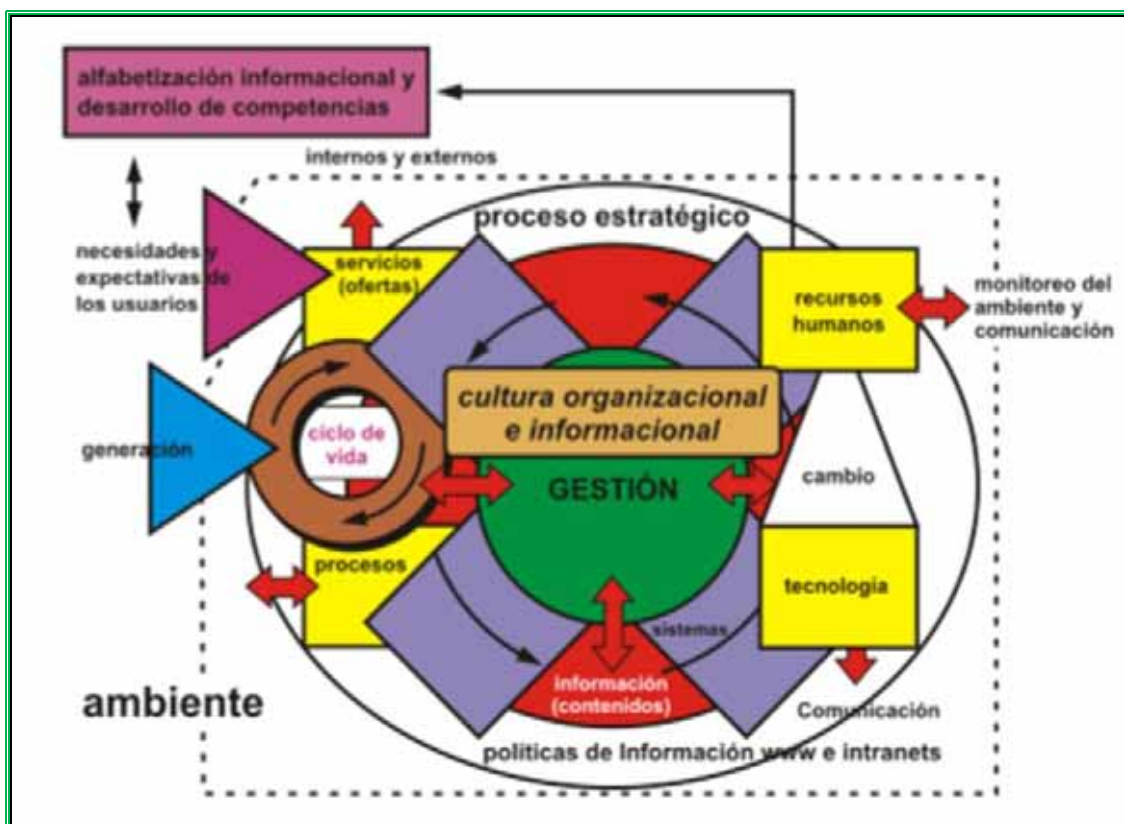 alfabetización informacional y
desarrollo de competencias
internos y externos
proceso estratégico
necesidades y
expectativas de
los usuarios
servicios
(ofertas)
recursos
humanos
monitoreo del
ambiente y
comunicación
cultura organizacional
e informacional
generación
ciclo de
vida
GESTIÓN
cambio
procesos
tecnología
sistemas
información
(contenidos)
ambiente
Comunicación
políticas de Información www e intranets